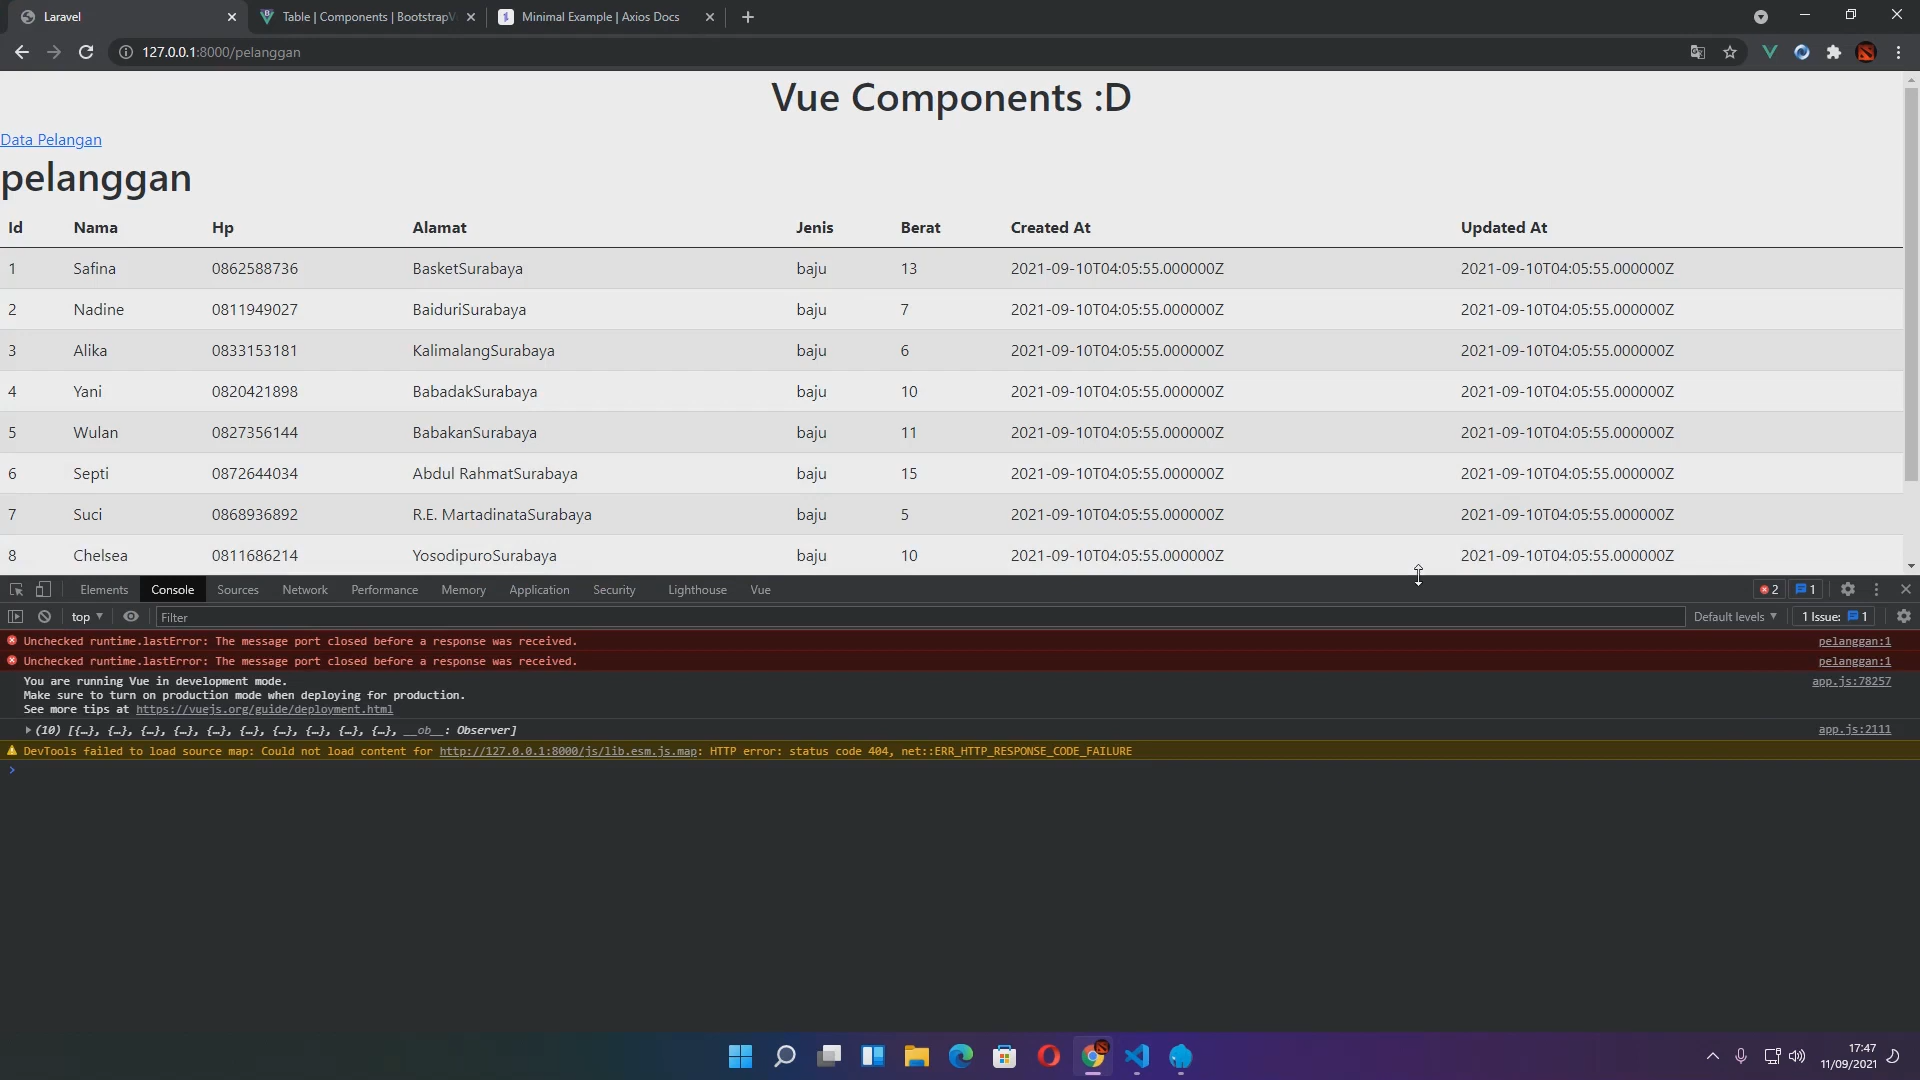 Laravel
Table | Components | BootstrapV
Minimal Example | Axios Docs
127.0.0.1:8000/pelanggan
Vue Components :D
Data Pelangan
pelanggan
Id Nama Hp Alamat Jenis Berat Created At Updated At
1 Safina 0862588736 BasketSurabaya baju 13 2021-09-10T04:05:55.000000Z 2021-09-10T04:05:55.000000Z
2 Nadine 0811949027 BaiduriSurabaya baju 7 2021-09-10T04:05:55.000000Z 2021-09-10T04:05:55.000000Z
3 Alika 0833153181 KalimalangSurabaya baju 6 2021-09-10T04:05:55.000000Z 2021-09-10T04:05:55.000000Z
4 Yani 0820421898 BabadakSurabaya baju 10 2021-09-10T04:05:55.000000Z 2021-09-10T04:05:55.000000Z
5 Wulan 0827356144 BabakanSurabaya baju 11 2021-09-10T04:05:55.000000Z 2021-09-10T04:05:55.000000Z
6 Septi 0872644034 Abdul RahmatSurabaya baju 15 2021-09-10T04:05:55.000000Z 2021-09-10T04:05:55.000000Z
7 Suci 0868936892 R.E. MartadinataSurabaya baju 5 2021-09-10T04:05:55.000000Z 2021-09-10T04:05:55.000000Z
8 Chelsea 0811686214 YosodipuroSurabaya baju 10 2021-09-10T04:05:55.000000Z 2021-09-10T04:05:55.000000Z
Elements Console Sources Network Performance Memory Application Security Lighthouse Vue 2 1
top Filter Default levels 1 Issue: 1
Unchecked runtime.lastError: The message port closed before a response was received. pelanggan:1
Unchecked runtime.lastError: The message port closed before a response was received. pelanggan:1
You are running Vue in development mode. app.js:78257
Make sure to turn on production mode when deploying for production.
See more tips at https://vuejs.org/guide/deployment.html
(10) [{…}, {…}, {…}, {…}, {…}, {…}, {…}, {…}, {…}, {…}, __ob__: Observer] app.js:2111
DevTools failed to load source map: Could not load content for http://127.0.0.1:8000/js/lib.esm.js.map: HTTP error: status code 404, net::ERR_HTTP_RESPONSE_CODE_FAILURE
17:47
11/09/2021